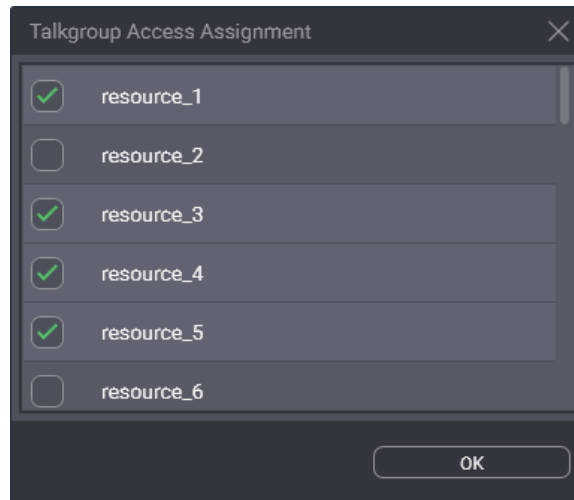 Talkgroup Access Assignment
resource_1
resource_2
resource_3
resource_4
resource_5
resource_6
OK